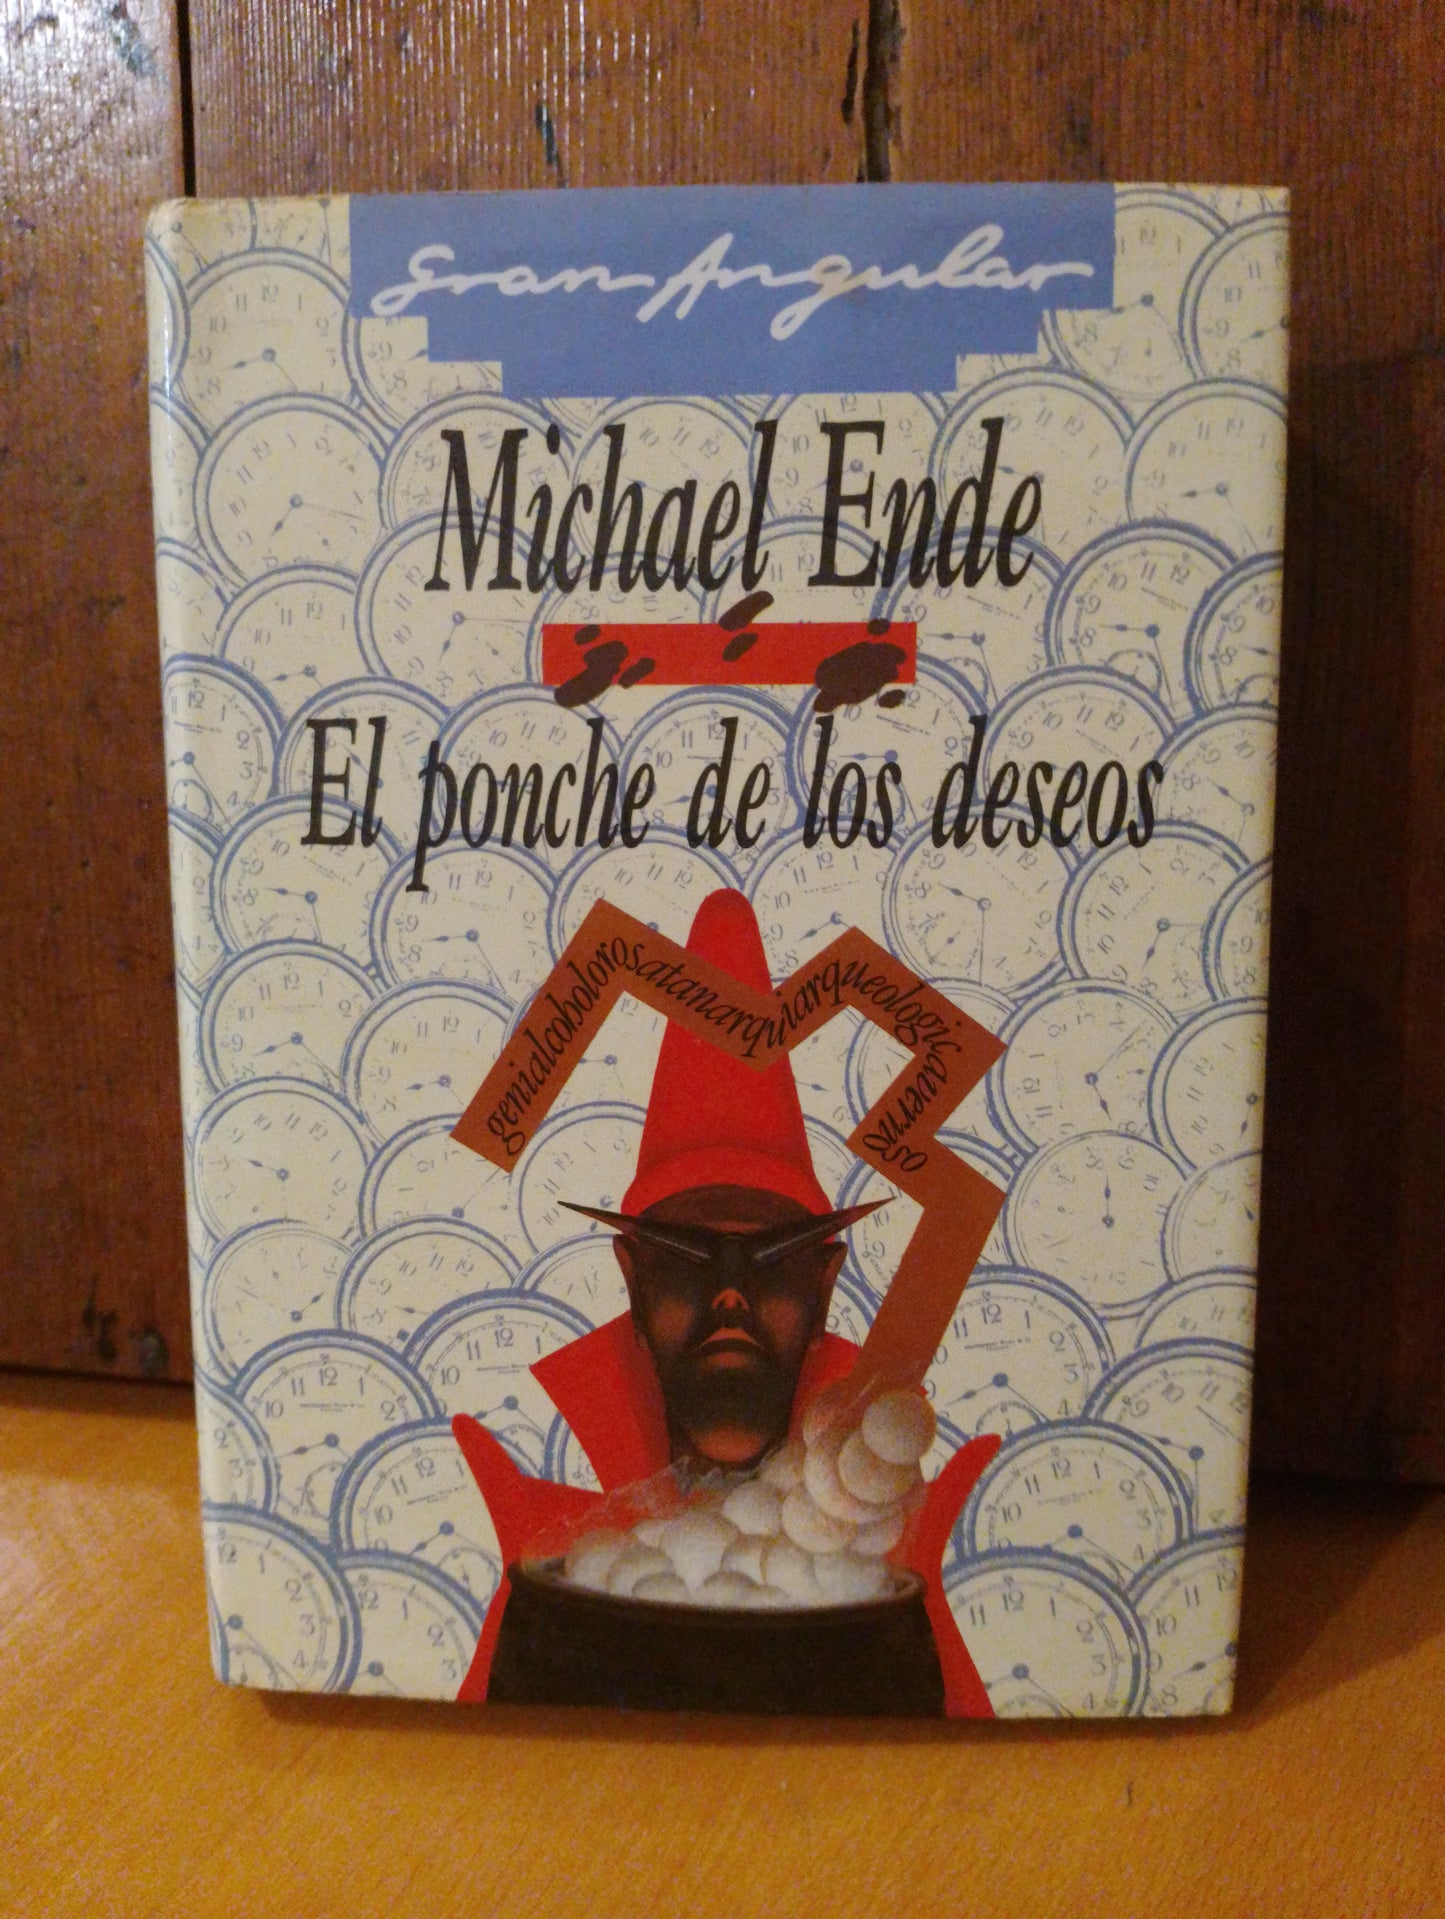 Gran Angular
Michael Ende
El ponche de los deseos
genialcoholorosatanarquiarqueologicavernoso